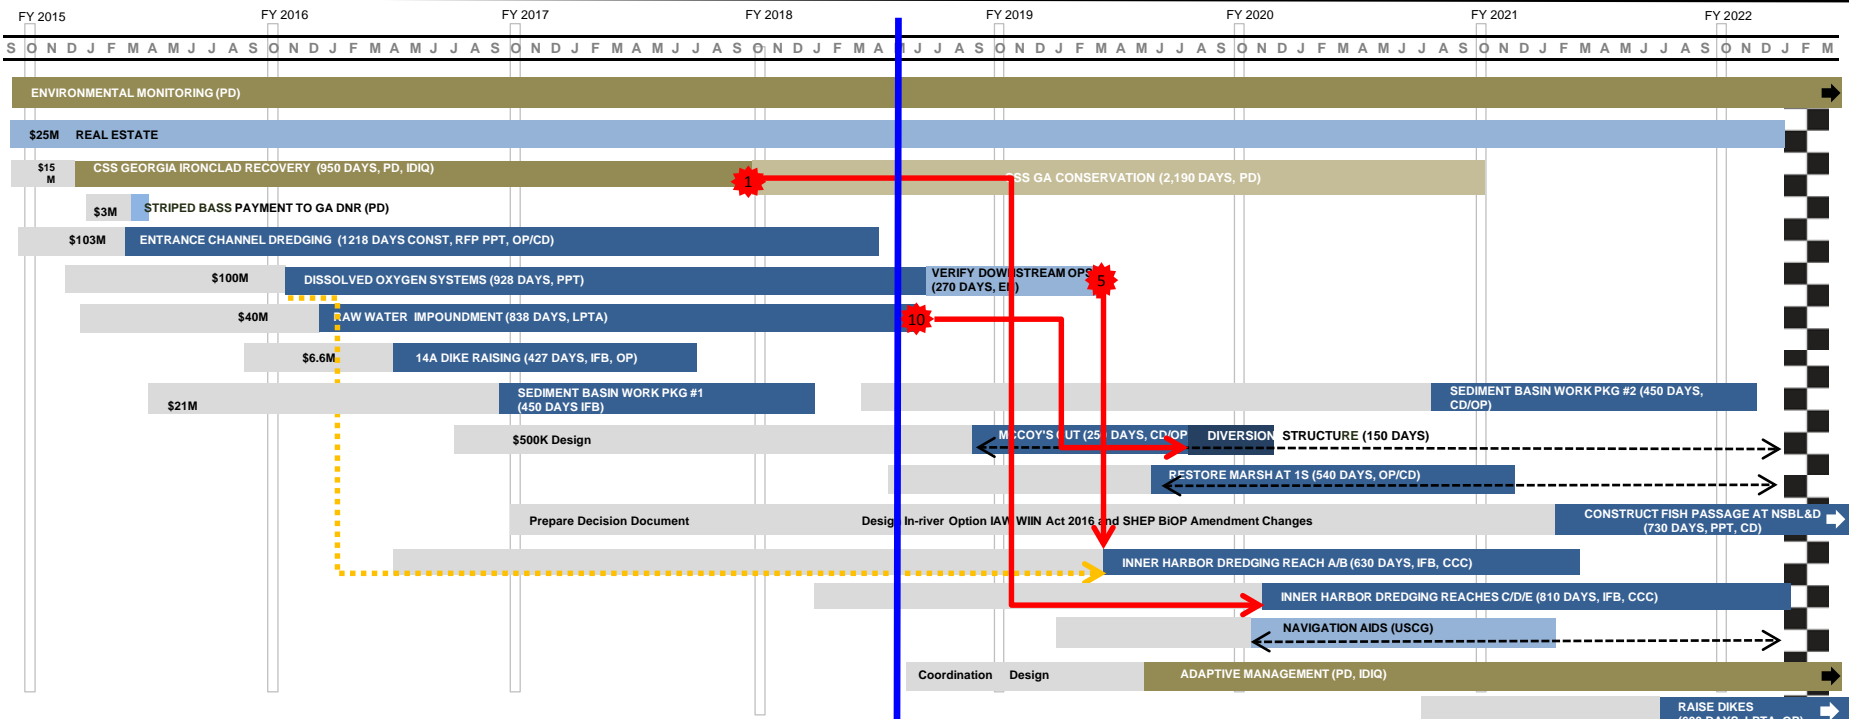 FY 2015 FY 2016 FY 2017 FY 2018 FY 2019 FY 2020 FY 2021 FY 2022
S O N D J F M A M J J A S O N D J F M A M J J A S O N D J F M A M J J A S O N D J F M A M J J A S O N D J F M A M J J A S O N D J F M A M J J A S O N D J F M A M J J A S O N D J F M
ENVIRONMENTAL MONITORING (PD)
$25M REAL ESTATE
$15
M
CSS GEORGIA IRONCLAD RECOVERY (950 DAYS, PD, IDIQ)
1
CSS GA CONSERVATION (2,190 DAYS, PD)
$3M STRIPED BASS PAYMENT TO GA DNR (PD)
$103M ENTRANCE CHANNEL DREDGING (1218 DAYS CONST, RFP PPT, OP/CD)
$100M DISSOLVED OXYGEN SYSTEMS (928 DAYS, PPT)
VERIFY DOWNSTREAM OPS
(270 DAYS, EN)
5
$40M RAW WATER IMPOUNDMENT (838 DAYS, LPTA)
10
$6.6M 14A DIKE RAISING (427 DAYS, IFB, OP)
$21M
SEDIMENT BASIN WORK PKG #1
(450 DAYS IFB)
SEDIMENT BASIN WORK PKG #2 (450 DAYS,
CD/OP)
$500K Design
MCCOY'S CUT (250 DAYS, CD/OP
DIVERSION STRUCTURE (150 DAYS)
RESTORE MARSH AT 1S (540 DAYS, OP/CD)
Prepare Decision Document
Design In-river Option IAW WIIN Act 2016 and SHEP BiOP Amendment Changes
CONSTRUCT FISH PASSAGE AT NSBL&D
(730 DAYS, PPT, CD)
INNER HARBOR DREDGING REACH A/B (630 DAYS, IFB, CCC)
INNER HARBOR DREDGING REACHES C/D/E (810 DAYS, IFB, CCC)
NAVIGATION AIDS (USCG)
Coordination Design ADAPTIVE MANAGEMENT (PD, IDIQ)
RAISE DIKES